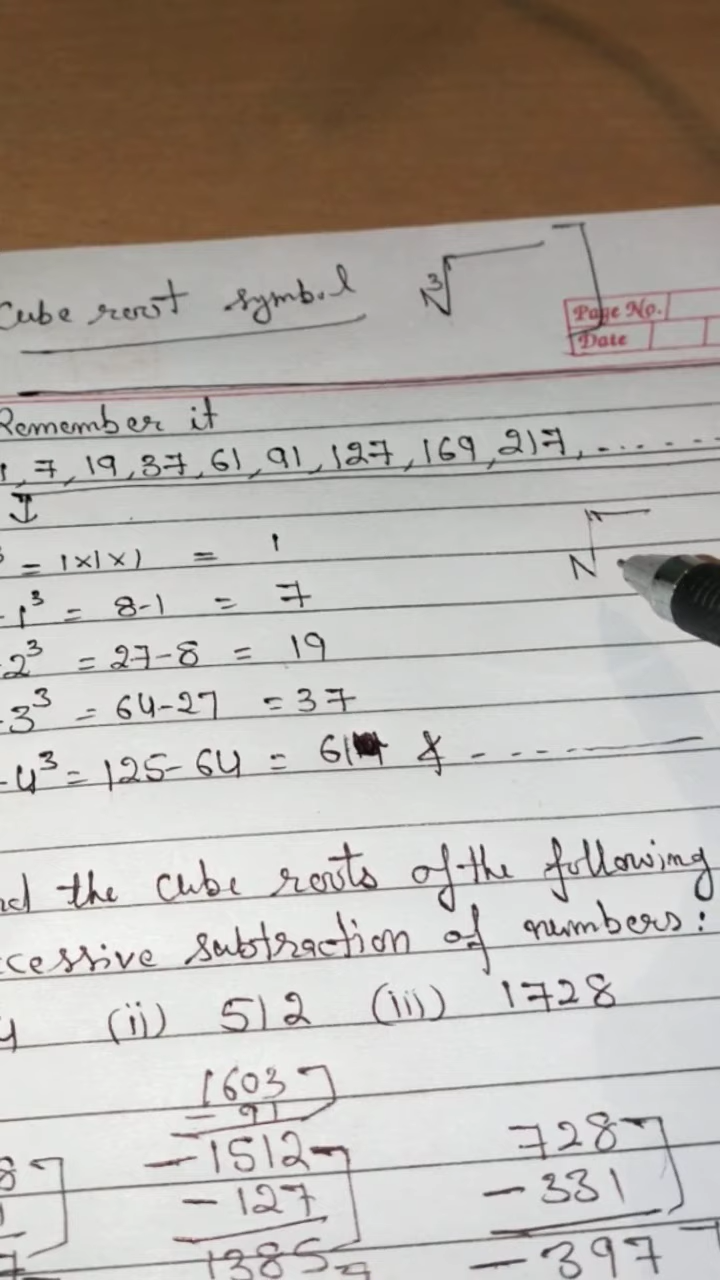 Cube root symbol ∛
Page No.
Date
Remember it
1, 7, 19, 37, 61, 91, 127, 169, 217, ......
= 1×1×1 = 1
-1³ = 8-1 = 7
-2³ = 27-8 = 19
-3³ = 64-27 = 37
-4³ = 125-64 = 61 & ------
the cube roots of the following
ccessive subtraction of numbers:
(ii) 512 (iii) 1728
1603
- 91
-1512
- 127
1385
728
- 331
- 397